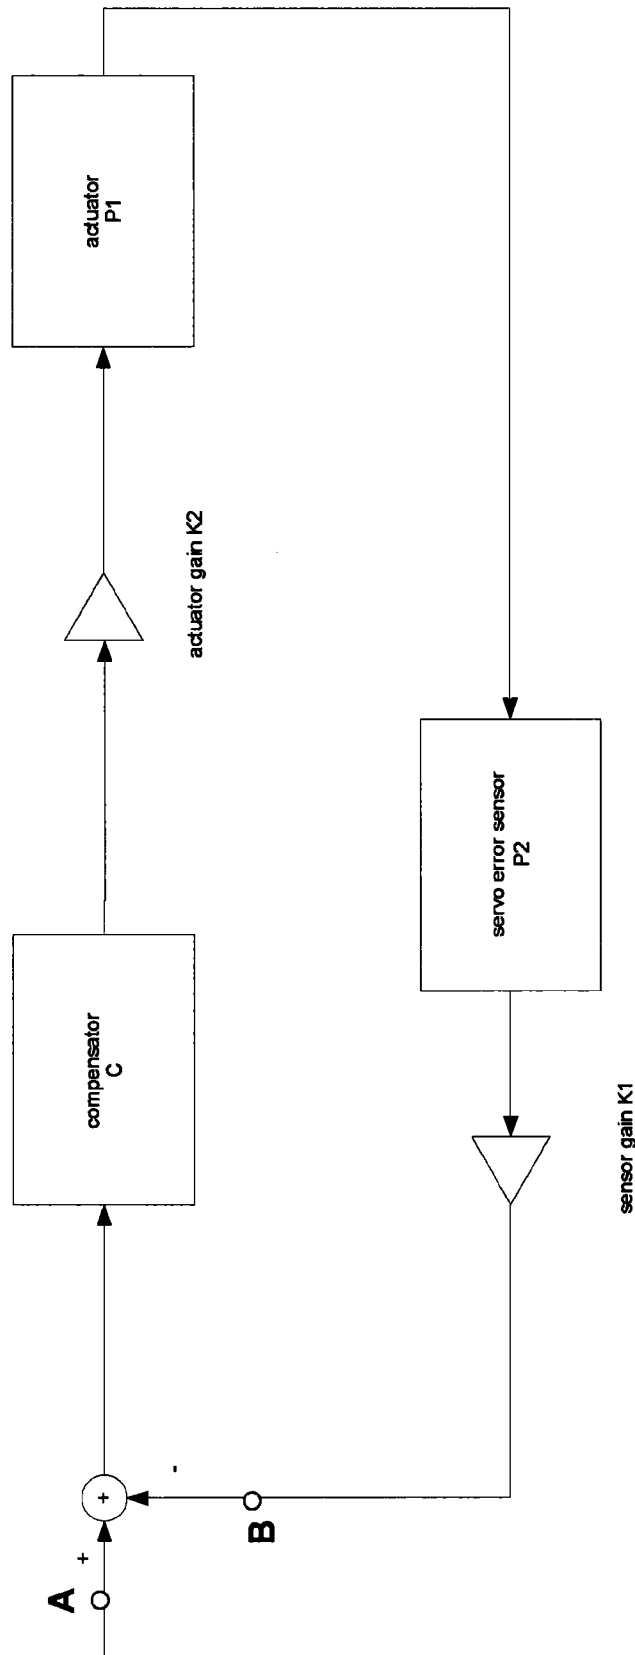 A
+
+
-
B
compensator
C
actuator gain K2
actuator
P1
sensor gain K1
servo error sensor
P2